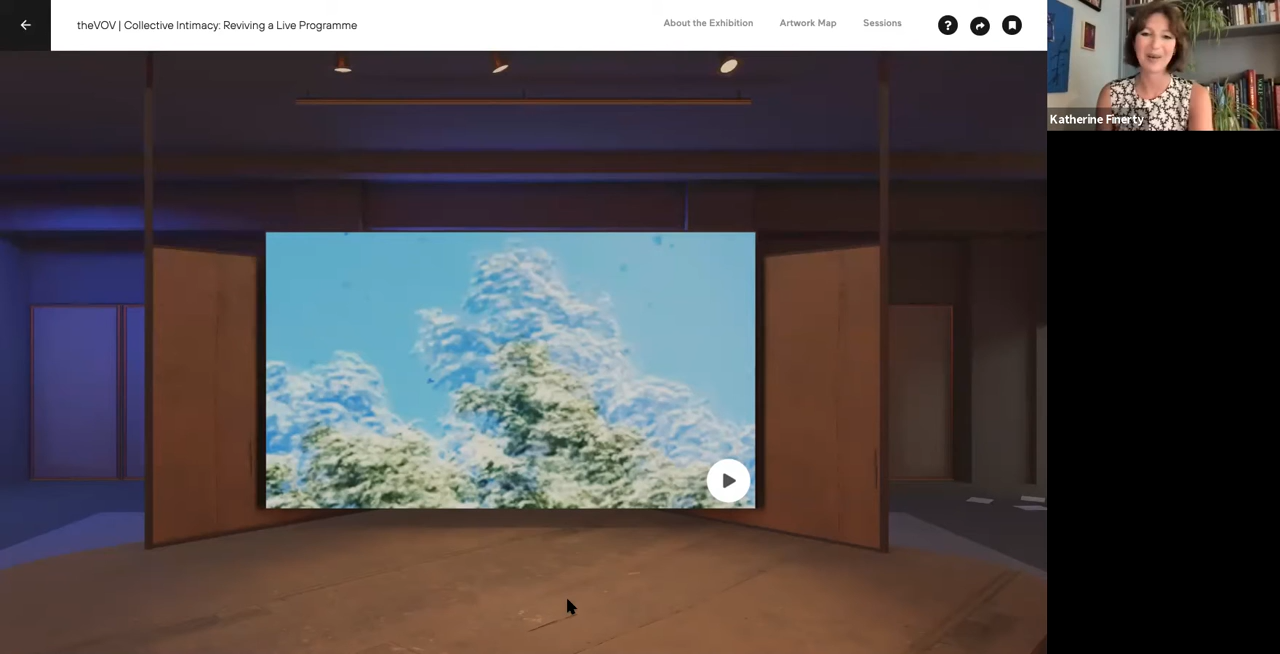 theVOV | Collective Intimacy: Reviving a Live Programme
About the Exhibition
Artwork Map
Sessions
?
Katherine Finerty